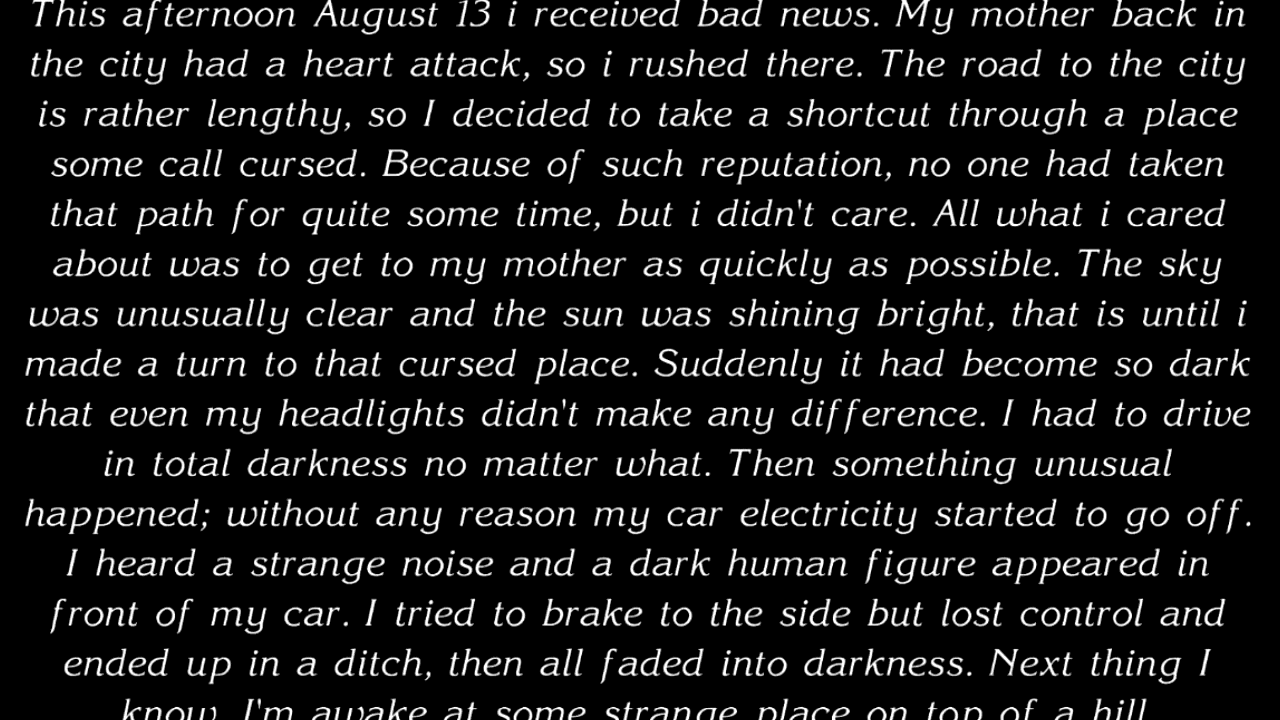 This afternoon August 13 i received bad news. My mother back in
the city had a heart attack, so i rushed there. The road to the city
is rather lengthy, so I decided to take a shortcut through a place
some call cursed. Because of such reputation, no one had taken
that path for quite some time, but i didn't care. All what i cared
about was to get to my mother as quickly as possible. The sky
was unusually clear and the sun was shining bright, that is until i
made a turn to that cursed place. Suddenly it had become so dark
that even my headlights didn't make any difference. I had to drive
in total darkness no matter what. Then something unusual
happened; without any reason my car electricity started to go off.
I heard a strange noise and a dark human figure appeared in
front of my car. I tried to brake to the side but lost control and
ended up in a ditch, then all faded into darkness. Next thing I
know, I'm awake at some strange place on top of a hill